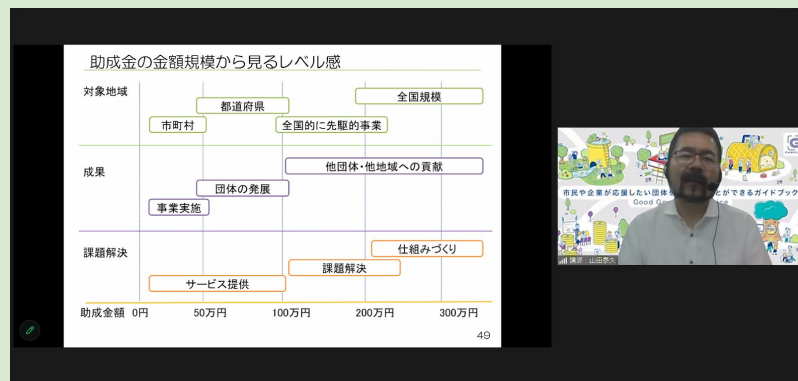 助成金の金額規模から見るレベル感
対象地域
全国規模
都道府県
市町村
全国的に先駆的事業
成果
他団体・他地域への貢献
団体の発展
事業実施
課題解決
仕組みづくり
課題解決
サービス提供
助成金額 0円 50万円 100万円 200万円 300万円
49
市民や企業が応援したい団体
とができるガイドブック
Good G
講師 山田泰久